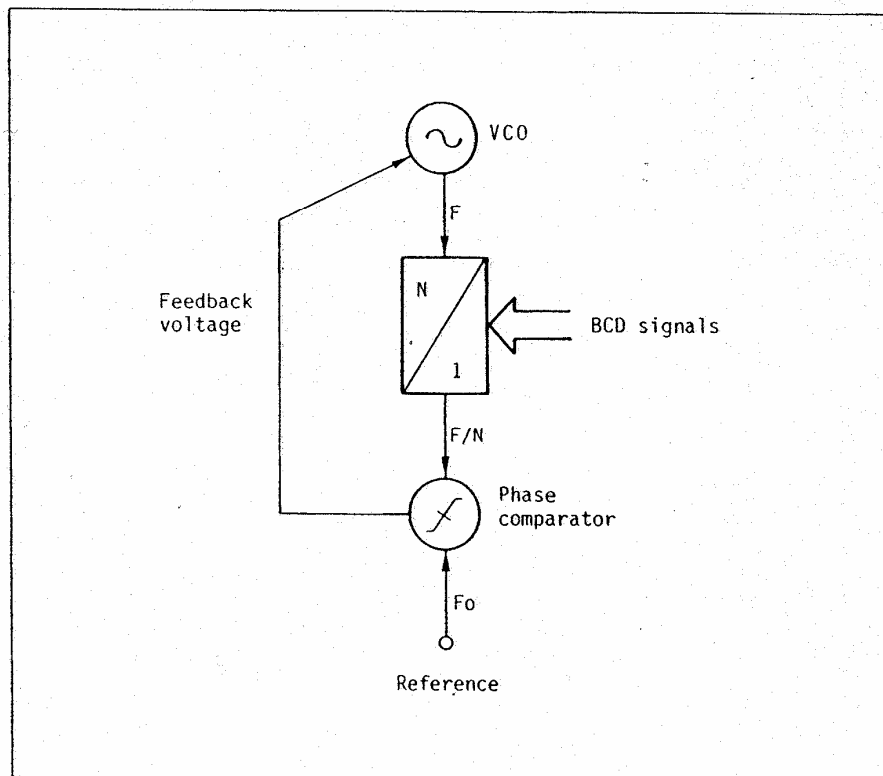 VCO
F
Feedback
voltage
N
1
BCD signals
F/N
Phase
comparator
Fo
Reference